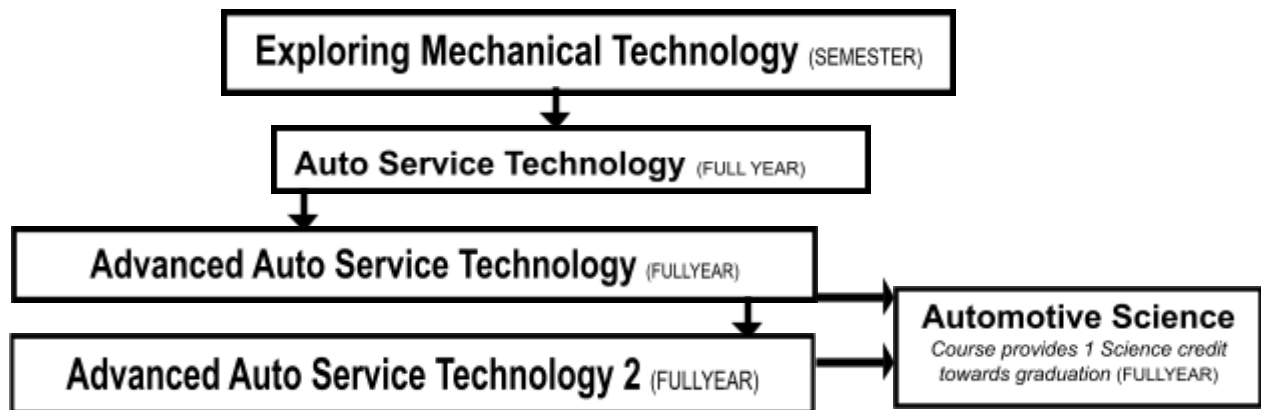 Exploring Mechanical Technology (SEMESTER)
Auto Service Technology (FULL YEAR)
Advanced Auto Service Technology (FULLYEAR)
Advanced Auto Service Technology 2 (FULLYEAR)
Automotive Science
Course provides 1 Science credit
towards graduation (FULLYEAR)